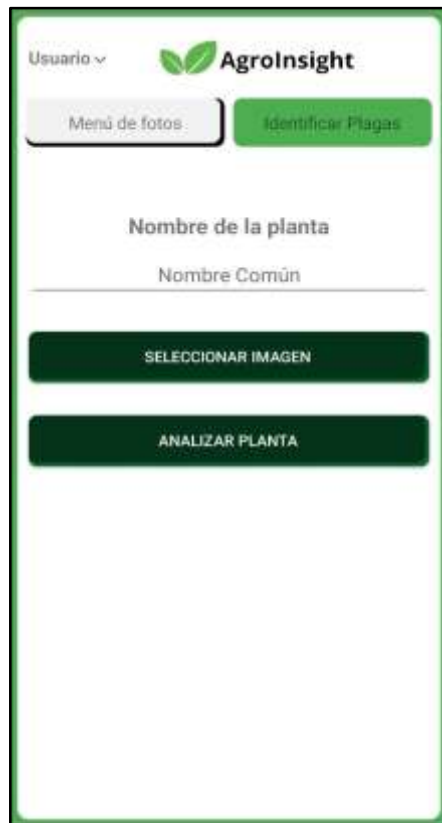 Usuario
AgroInsight
Menú de fotos
Identificar Plagas
Nombre de la planta
Nombre Común
SELECCIONAR IMAGEN
ANALIZAR PLANTA